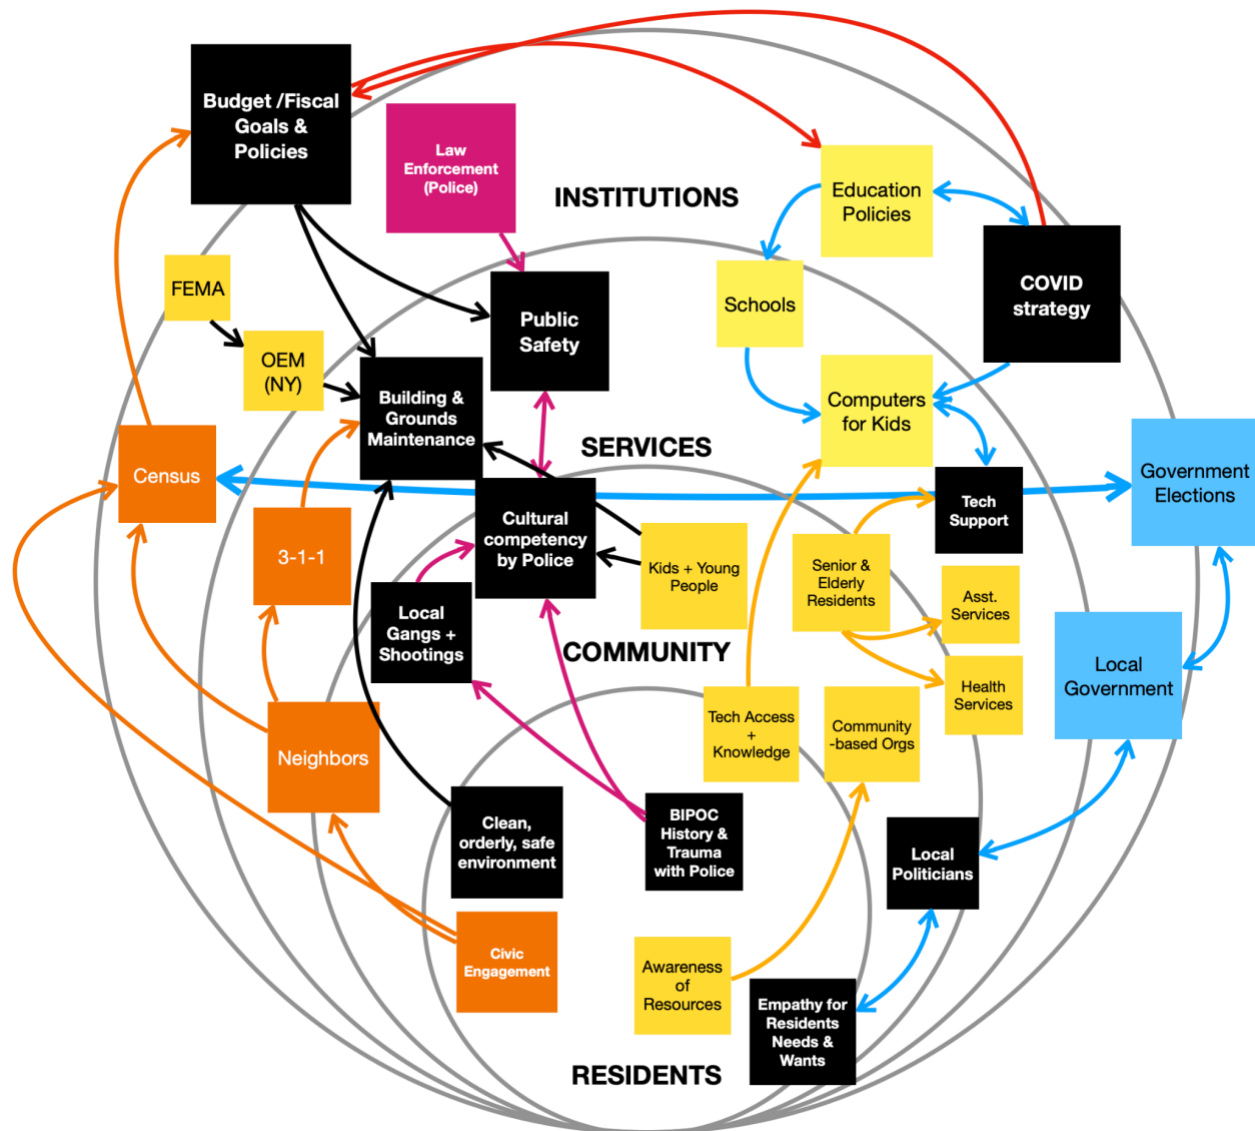 Budget /Fiscal
Goals &
Policies
Law
Enforcement
(Police)
INSTITUTIONS
Education
Policies
FEMA
Public
Safety
Schools
COVID
strategy
OEM
(NY)
Building &
Grounds
Maintenance
Computers
for Kids
SERVICES
Census
Government
Elections
Tech
Support
3-1-1
Cultural
competency
by Police
Kids + Young
People
Senior &
Elderly
Residents
Asst.
Services
Local
Gangs +
Shootings
COMMUNITY
Local
Government
Health
Services
Tech Access
+
Knowledge
Community
-based Orgs
Neighbors
Clean,
orderly, safe
environment
BIPOC
History &
Trauma
with Police
Local
Politicians
Civic
Engagement
Awareness
of
Resources
Empathy for
Residents
Needs &
Wants
RESIDENTS